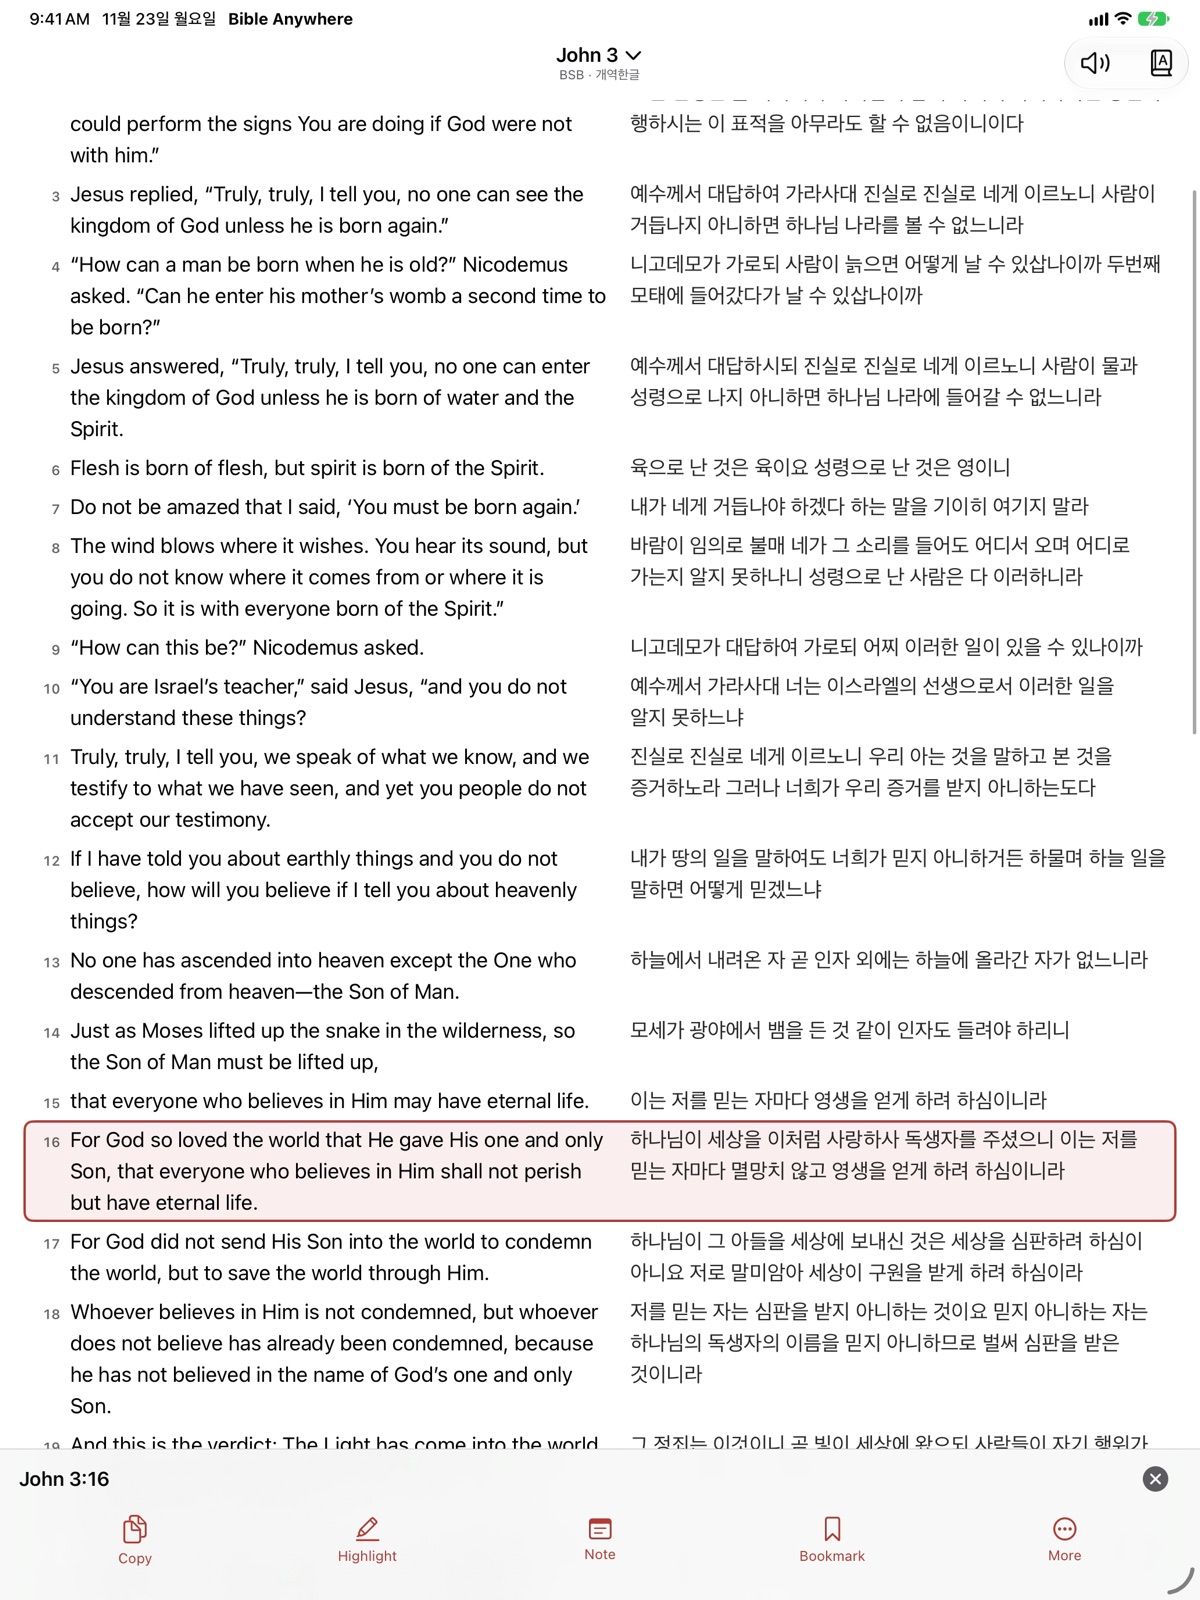 9:41 AM 11월 23일 월요일 Bible Anywhere
John 3
BSB · 개역한글
could perform the signs You are doing if God were not
with him.”
행하시는 이 표적을 아무라도 할 수 없음이니이다
3 Jesus replied, “Truly, truly, I tell you, no one can see the
kingdom of God unless he is born again.”
예수께서 대답하여 가라사대 진실로 진실로 네게 이르노니 사람이
거듭나지 아니하면 하나님 나라를 볼 수 없느니라
4 “How can a man be born when he is old?” Nicodemus
asked. “Can he enter his mother’s womb a second time to
be born?”
니고데모가 가로되 사람이 늙으면 어떻게 날 수 있삽나이까 두번째
모태에 들어갔다가 날 수 있삽나이까
5 Jesus answered, “Truly, truly, I tell you, no one can enter
the kingdom of God unless he is born of water and the
Spirit.
예수께서 대답하시되 진실로 진실로 네게 이르노니 사람이 물과
성령으로 나지 아니하면 하나님 나라에 들어갈 수 없느니라
6 Flesh is born of flesh, but spirit is born of the Spirit.
육으로 난 것은 육이요 성령으로 난 것은 영이니
7 Do not be amazed that I said, ‘You must be born again.’
내가 네게 거듭나야 하겠다 하는 말을 기이히 여기지 말라
8 The wind blows where it wishes. You hear its sound, but
you do not know where it comes from or where it is
going. So it is with everyone born of the Spirit.”
바람이 임의로 불매 네가 그 소리를 들어도 어디서 오며 어디로
가는지 알지 못하나니 성령으로 난 사람은 다 이러하니라
9 “How can this be?” Nicodemus asked.
니고데모가 대답하여 가로되 어찌 이러한 일이 있을 수 있나이까
10 “You are Israel’s teacher,” said Jesus, “and you do not
understand these things?
예수께서 가라사대 너는 이스라엘의 선생으로서 이러한 일을
알지 못하느냐
11 Truly, truly, I tell you, we speak of what we know, and we
testify to what we have seen, and yet you people do not
accept our testimony.
진실로 진실로 네게 이르노니 우리 아는 것을 말하고 본 것을
증거하노라 그러나 너희가 우리 증거를 받지 아니하는도다
12 If I have told you about earthly things and you do not
believe, how will you believe if I tell you about heavenly
things?
내가 땅의 일을 말하여도 너희가 믿지 아니하거든 하물며 하늘 일을
말하면 어떻게 믿겠느냐
13 No one has ascended into heaven except the One who
descended from heaven—the Son of Man.
하늘에서 내려온 자 곧 인자 외에는 하늘에 올라간 자가 없느니라
14 Just as Moses lifted up the snake in the wilderness, so
the Son of Man must be lifted up,
모세가 광야에서 뱀을 든 것 같이 인자도 들려야 하리니
15 that everyone who believes in Him may have eternal life.
이는 저를 믿는 자마다 영생을 얻게 하려 하심이니라
16 For God so loved the world that He gave His one and only
Son, that everyone who believes in Him shall not perish
but have eternal life.
하나님이 세상을 이처럼 사랑하사 독생자를 주셨으니 이는 저를
믿는 자마다 멸망치 않고 영생을 얻게 하려 하심이니라
17 For God did not send His Son into the world to condemn
the world, but to save the world through Him.
하나님이 그 아들을 세상에 보내신 것은 세상을 심판하려 하심이
아니요 저로 말미암아 세상이 구원을 받게 하려 하심이라
18 Whoever believes in Him is not condemned, but whoever
does not believe has already been condemned, because
he has not believed in the name of God’s one and only
Son.
저를 믿는 자는 심판을 받지 아니하는 것이요 믿지 아니하는 자는
하나님의 독생자의 이름을 믿지 아니하므로 벌써 심판을 받은
것이니라
19 And this is the verdict: The Light has come into the world,
그 정죄는 이것이니 곧 빛이 세상에 왔으되 사람들이 자기 행위가
John 3:16
Copy
Highlight
Note
Bookmark
More